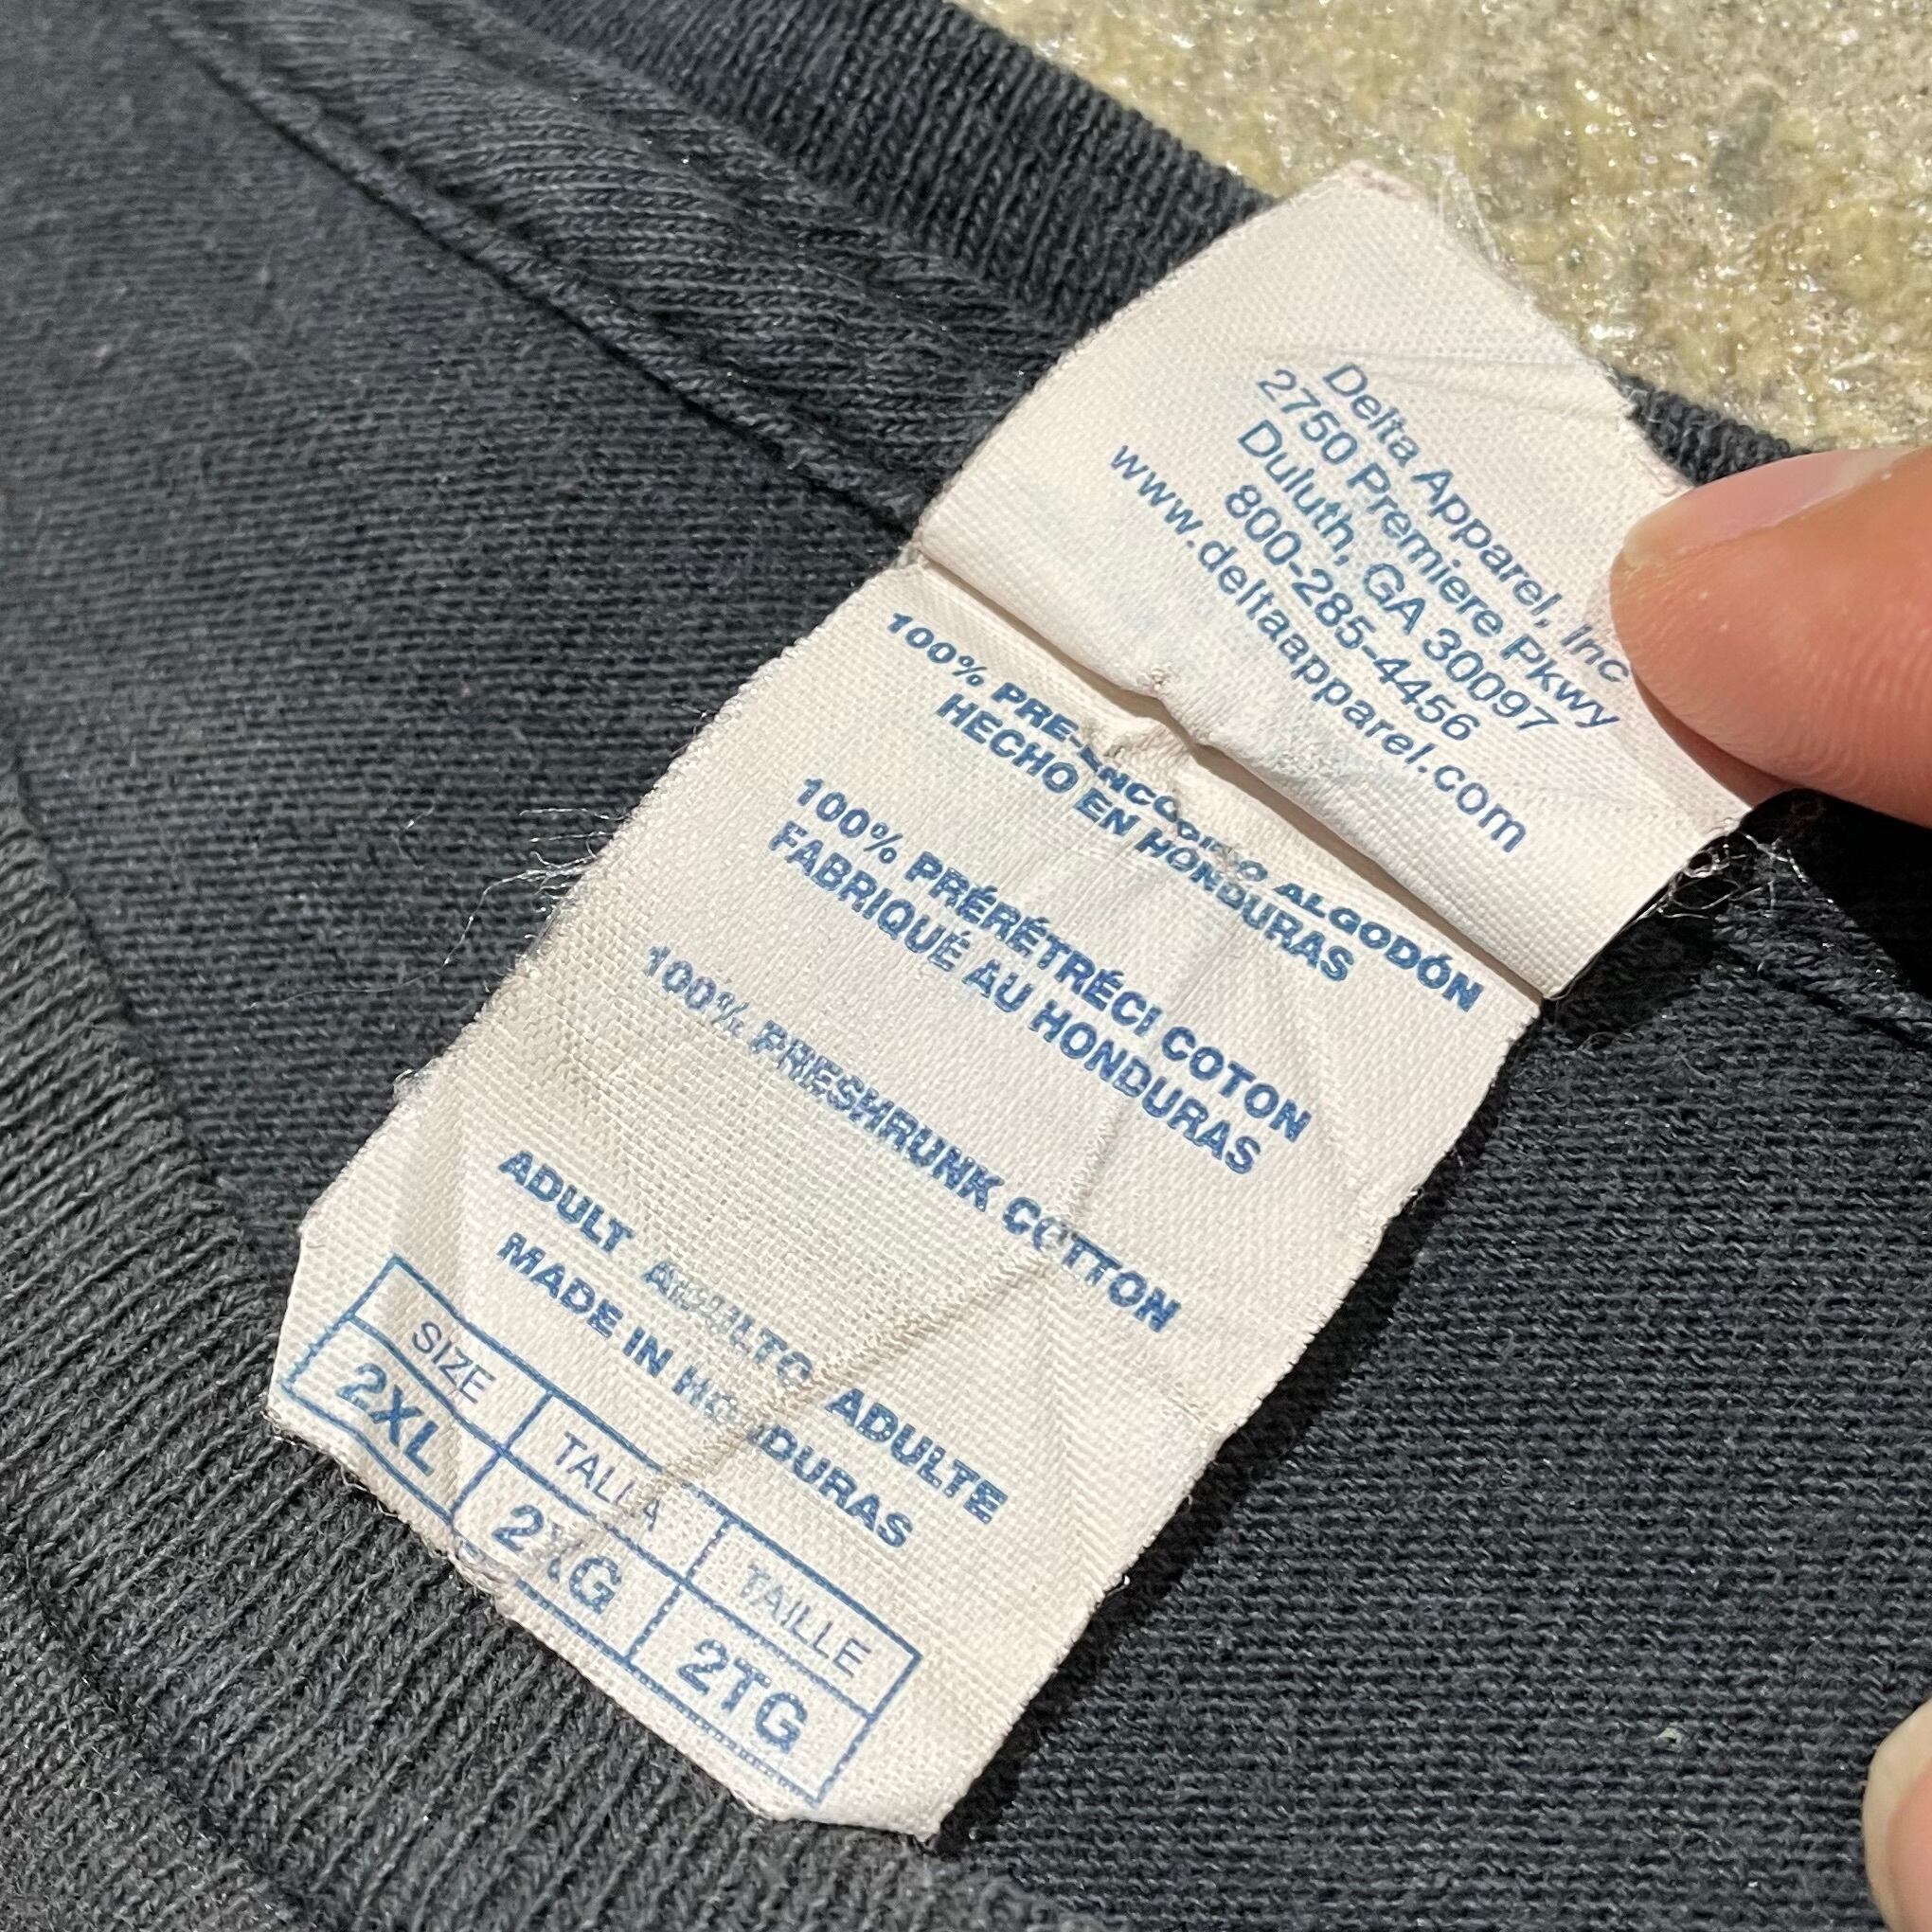 Delta Apparel, Inc
2750 Premiere Pkwy
Duluth, GA 30097
800-285-4456
www.deltaapparel.com
100% PRE-ENCOGIDO ALGODÓN
HECHO EN HONDURAS
100% PRÉRÉTRÉCI COTON
FABRIQUÉ AU HONDURAS
100% PRESHRUNK COTTON
ADULT ADULTO ADULTE
MADE IN HONDURAS
SIZE TALLA TAILLE
2XL 2XG 2TG